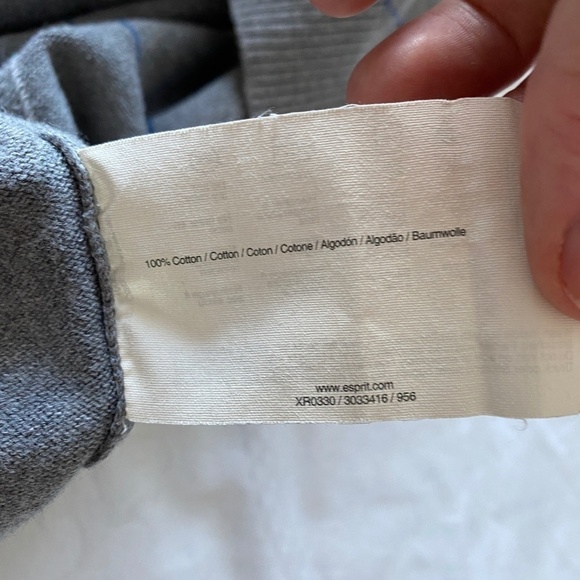 100% Cotton / Cotton / Coton / Cotone / Algodón / Algodão / Baumwolle
www.esprit.com
XR0330 / 3033416 / 956